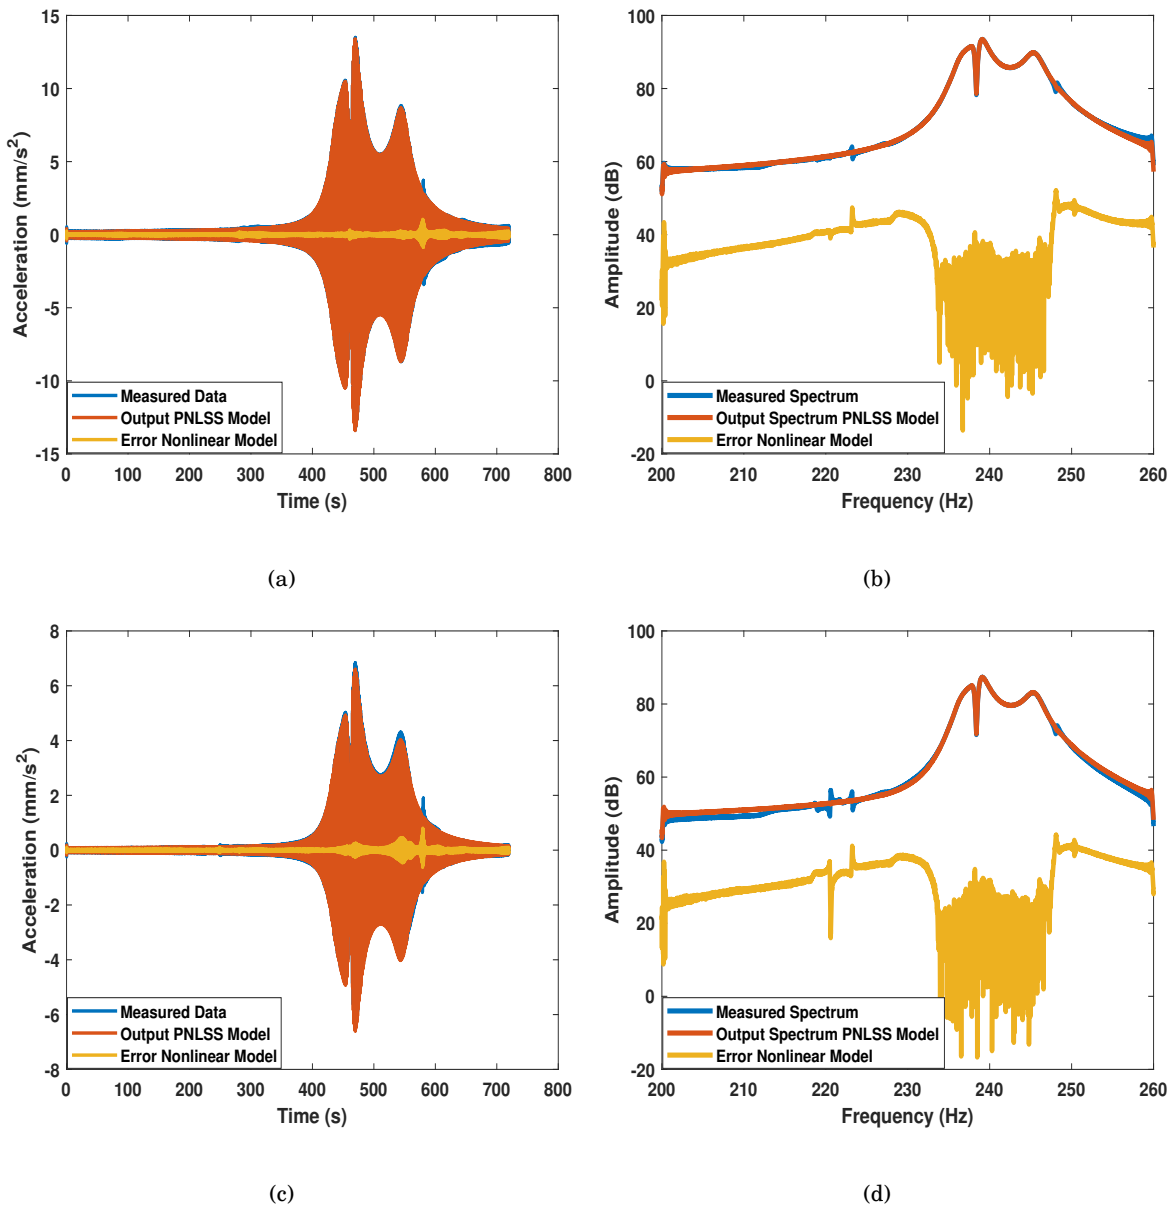 15
10
5
0
-5
-10
-15
Acceleration (mm/s²)
Measured Data
Output PNLSS Model
Error Nonlinear Model
0 100 200 300 400 500 600 700 800
Time (s)
(a)
100
80
60
40
20
0
-20
Amplitude (dB)
Measured Spectrum
Output Spectrum PNLSS Model
Error Nonlinear Model
200 210 220 230 240 250 260
Frequency (Hz)
(b)
8
6
4
2
0
-2
-4
-6
-8
Acceleration (mm/s²)
Measured Data
Output PNLSS Model
Error Nonlinear Model
0 100 200 300 400 500 600 700 800
Time (s)
(c)
100
80
60
40
20
0
-20
Amplitude (dB)
Measured Spectrum
Output Spectrum PNLSS Model
Error Nonlinear Model
200 210 220 230 240 250 260
Frequency (Hz)
(d)